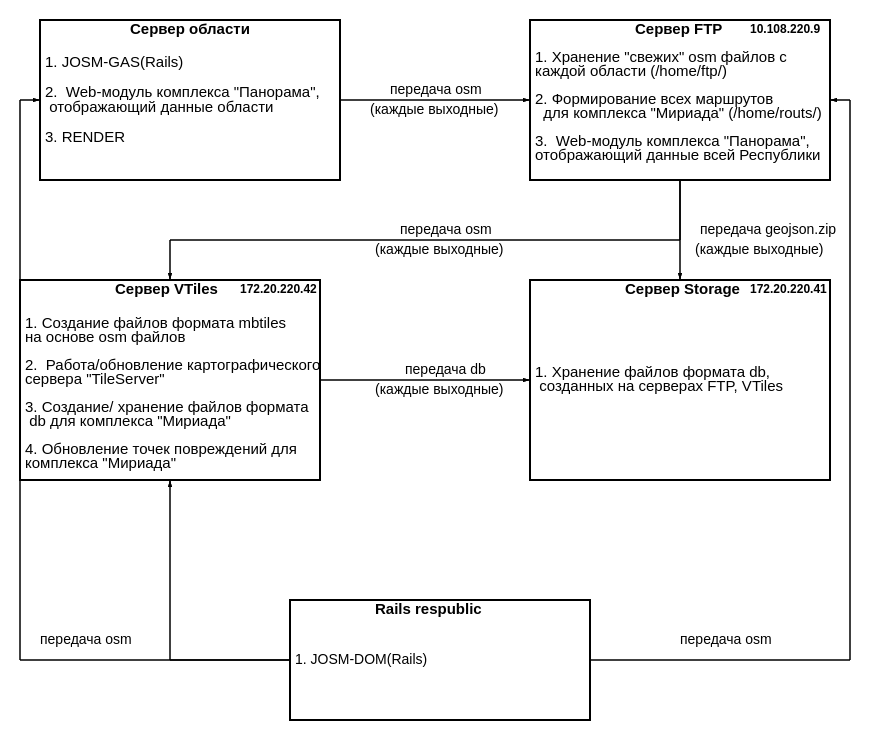 Сервер области
1. JOSM-GAS(Rails)
2.  Web-модуль комплекса "Панорама",
отображающий данные области
3. RENDER
передача osm
(каждые выходные)
Сервер FTP 10.108.220.9
1. Хранение "свежих" osm файлов с
каждой области (/home/ftp/)
2. Формирование всех маршрутов
для комплекса "Мириада" (/home/routs/)
3.  Web-модуль комплекса "Панорама",
отображающий данные всей Республики
передача osm
(каждые выходные)
передача geojson.zip
(каждые выходные)
Сервер VTiles 172.20.220.42
1. Создание файлов формата mbtiles
на основе osm файлов
2.  Работа/обновление картографического
сервера "TileServer"
3. Создание/ хранение файлов формата
db для комплекса "Мириада"
4. Обновление точек повреждений для
комплекса "Мириада"
передача db
(каждые выходные)
Сервер Storage 172.20.220.41
1. Хранение файлов формата db,
созданных на серверах FTP, VTiles
передача osm
Rails respublic
1. JOSM-DOM(Rails)
передача osm